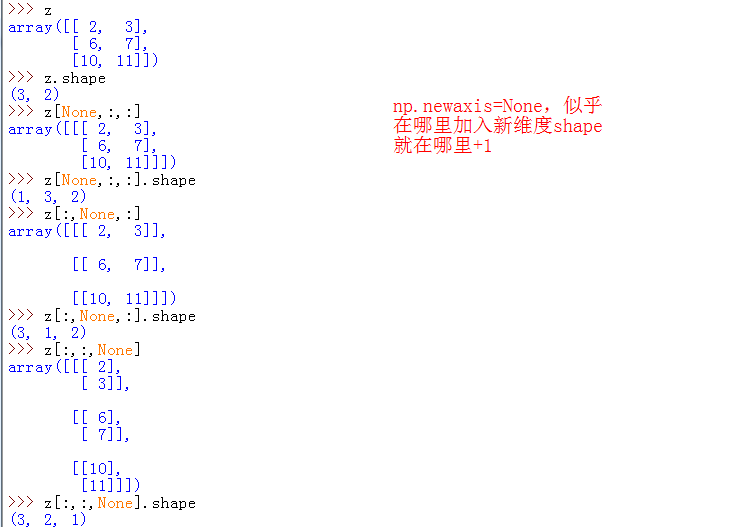 >>> z
array([[ 2,  3],
       [ 6,  7],
       [10, 11]])
>>> z.shape
(3, 2)
>>> z[None,:,:]
np.newaxis=None，似乎
在哪里加入新维度shape
就在哪里+1
array([[[ 2,  3],
        [ 6,  7],
        [10, 11]]])
>>> z[None,:,:].shape
(1, 3, 2)
>>> z[:,None,:]
array([[[ 2,  3]],
       [[ 6,  7]],
       [[10, 11]]])
>>> z[:,None,:].shape
(3, 1, 2)
>>> z[:,:,None]
array([[[ 2],
        [ 3]],
       [[ 6],
        [ 7]],
       [[10],
        [11]]])
>>> z[:,:,None].shape
(3, 2, 1)